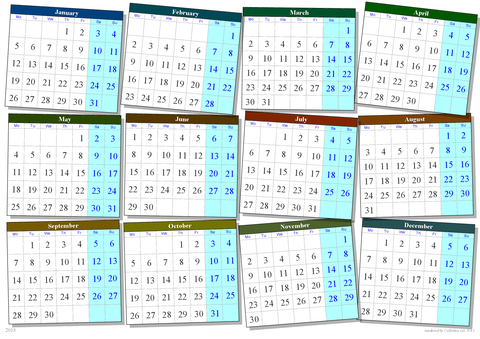 January
Mo Tu We Th Fr Sa Su
1 2 3 4
5 6 7 8 9 10 11
12 13 14 15 16 17 18
19 20 21 22 23 24 25
26 27 28 29 30 31
February
Mo Tu We Th Fr Sa Su
1
2 3 4 5 6 7 8
9 10 11 12 13 14 15
16 17 18 19 20 21 22
23 24 25 26 27 28
March
Mo Tu We Th Fr Sa Su
1
2 3 4 5 6 7 8
9 10 11 12 13 14 15
16 17 18 19 20 21 22
23 24 25 26 27 28 29
30 31
April
Mo Tu We Th Fr Sa Su
1 2 3 4 5
6 7 8 9 10 11 12
13 14 15 16 17 18 19
20 21 22 23 24 25 26
27 28 29 30
May
Mo Tu We Th Fr Sa Su
1 2 3
4 5 6 7 8 9 10
11 12 13 14 15 16 17
18 19 20 21 22 23 24
25 26 27 28 29 30 31
June
Mo Tu We Th Fr Sa Su
1 2 3 4 5 6 7
8 9 10 11 12 13 14
15 16 17 18 19 20 21
22 23 24 25 26 27 28
29 30
July
Mo Tu We Th Fr Sa Su
1 2 3 4 5
6 7 8 9 10 11 12
13 14 15 16 17 18 19
20 21 22 23 24 25 26
27 28 29 30 31
August
Mo Tu We Th Fr Sa Su
1 2
3 4 5 6 7 8 9
10 11 12 13 14 15 16
17 18 19 20 21 22 23
24 25 26 27 28 29 30
31
September
Mo Tu We Th Fr Sa Su
1 2 3 4 5 6
7 8 9 10 11 12 13
14 15 16 17 18 19 20
21 22 23 24 25 26 27
28 29 30
October
Mo Tu We Th Fr Sa Su
1 2 3 4
5 6 7 8 9 10 11
12 13 14 15 16 17 18
19 20 21 22 23 24 25
26 27 28 29 30 31
November
Mo Tu We Th Fr Sa Su
1
2 3 4 5 6 7 8
9 10 11 12 13 14 15
16 17 18 19 20 21 22
23 24 25 26 27 28 29
30
December
Mo Tu We Th Fr Sa Su
1 2 3 4 5 6
7 8 9 10 11 12 13
14 15 16 17 18 19 20
21 22 23 24 25 26 27
28 29 30 31
2015